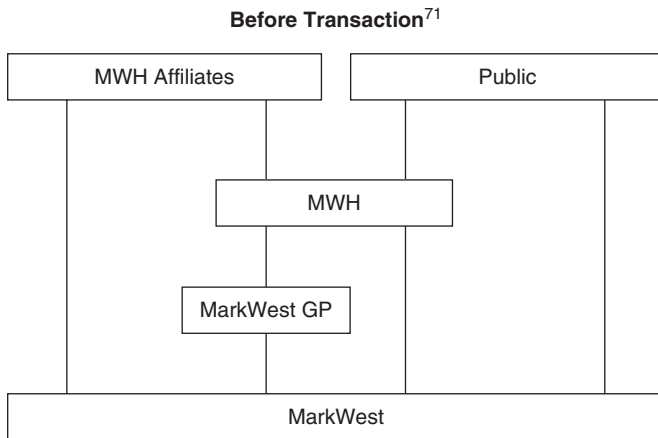 Before Transaction71
MWH Affiliates
Public
MWH
MarkWest GP
MarkWest